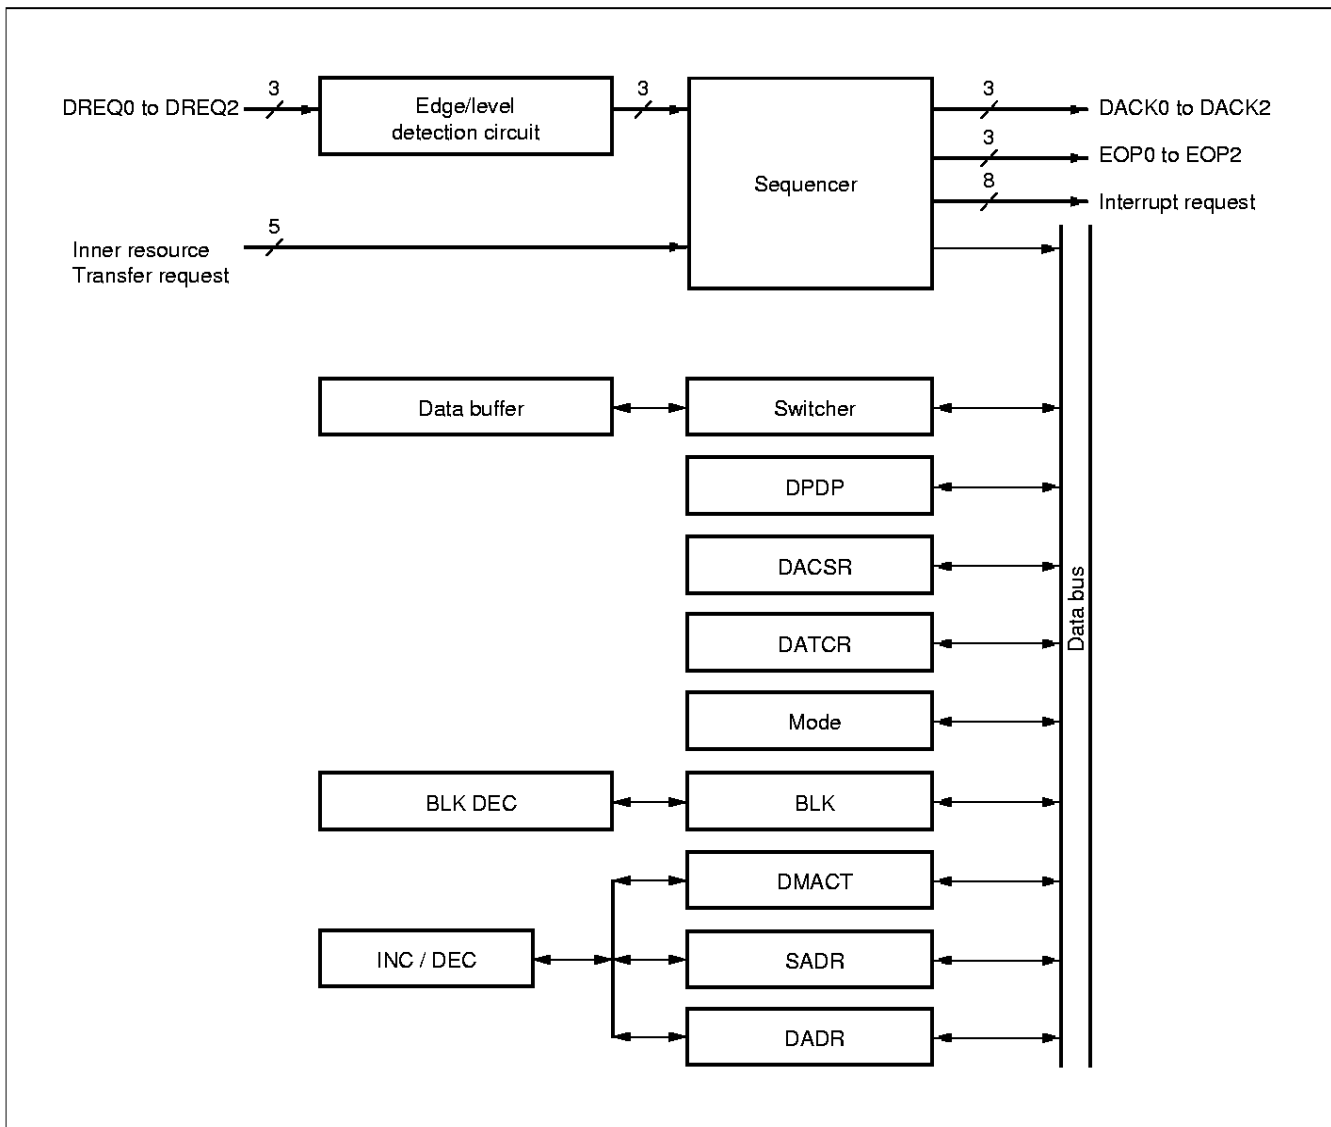 3
3
3
DREQ0 to DREQ2
Edge/level
detection circuit
DACK0 to DACK2
3
EOP0 to EOP2
Sequencer
8
Interrupt request
5
Inner resource
Transfer request
Data buffer
Switcher
DPDP
DACSR
Data bus
DATCR
Mode
BLK DEC
BLK
DMACT
INC / DEC
SADR
DADR